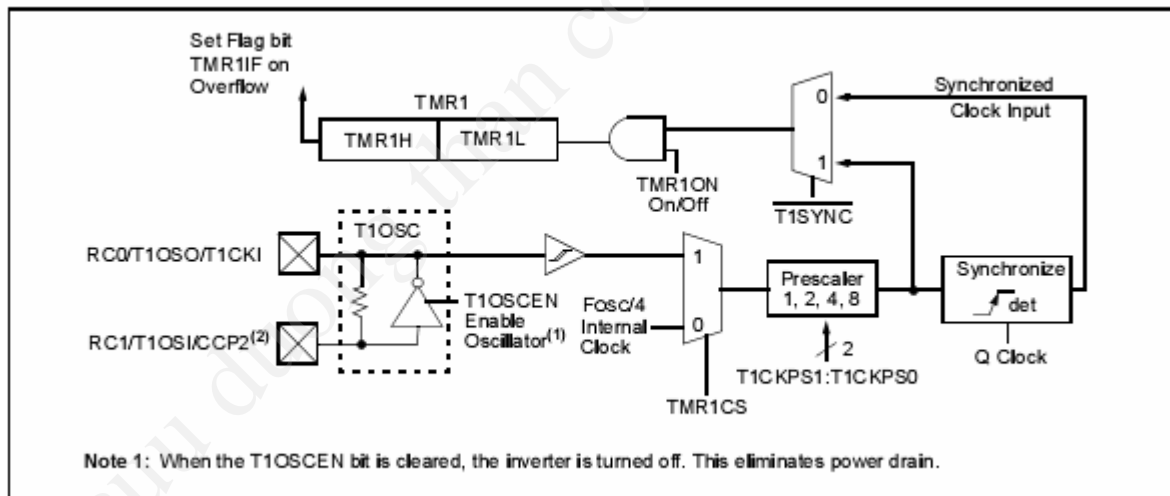 Set Flag bit
TMR1IF on
Overflow
TMR1
TMR1H
TMR1L
0
1
Synchronized
Clock Input
TMR1ON
On/Off
T1SYNC
T1OSC
RC0/T1OSO/T1CKI
1
Prescaler
1, 2, 4, 8
Synchronize
det
T1OSCEN
Enable
Oscillator(1)
Fosc/4
Internal
Clock
0
RC1/T1OSI/CCP2(2)
2
Q Clock
T1CKPS1:T1CKPS0
TMR1CS
Note 1: When the T1OSCEN bit is cleared, the inverter is turned off. This eliminates power drain.
duong than co